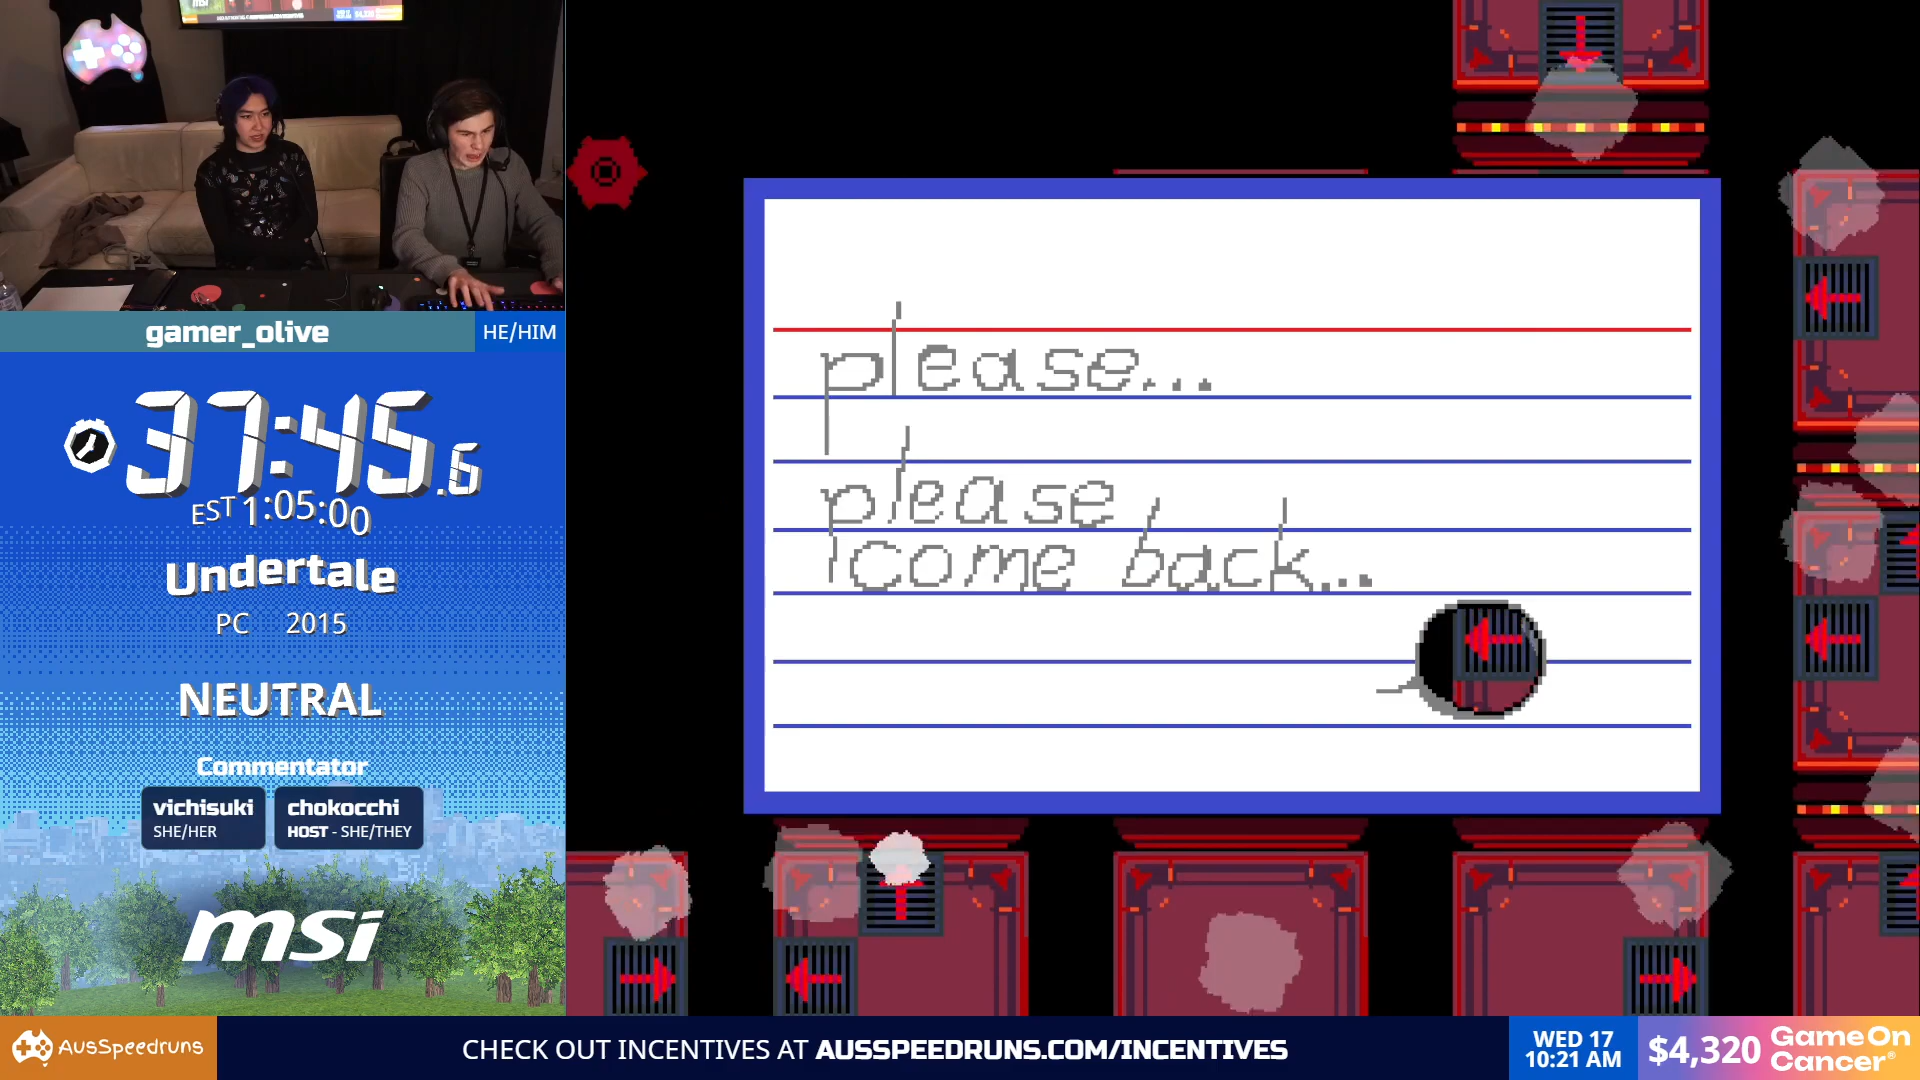 msi
gamer_olive
HE/HIM
37:45.6
EST 1:05:00
Undertale
PC 2015
NEUTRAL
Commentator
vichisuki
SHE/HER
chokocchi
HOST - SHE/THEY
msi
please...
please
come back...
AusSpeedruns
CHECK OUT INCENTIVES AT AUSSPEEDRUNS.COM/INCENTIVES
WED 17
10:21 AM
$4,320
GameOn
Cancer®